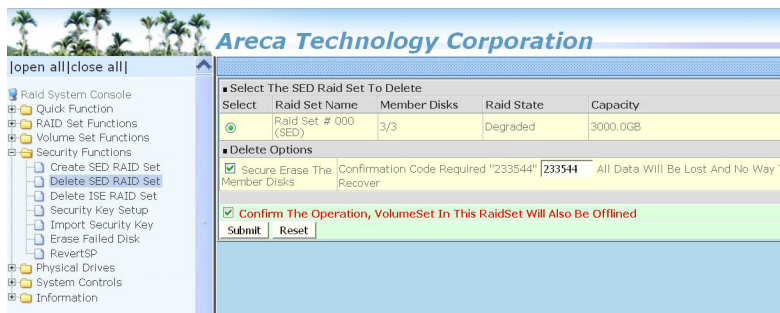 Areca Technology Corporation
|open all|close all|
Raid System Console
Quick Function
RAID Set Functions
Volume Set Functions
Security Functions
Create SED RAID Set
Delete SED RAID Set
Delete ISE RAID Set
Security Key Setup
Import Security Key
Erase Failed Disk
RevertSP
Physical Drives
System Controls
Information
Select The SED Raid Set To Delete
Select Raid Set Name Member Disks Raid State Capacity
Raid Set # 000 (SED) 3/3 Degraded 3000.0GB
Delete Options
Secure Erase The Member Disks Confirmation Code Required "233544" 233544 All Data Will Be Lost And No Way T
Recover
Confirm The Operation, VolumeSet In This RaidSet Will Also Be Offlined
Submit Reset